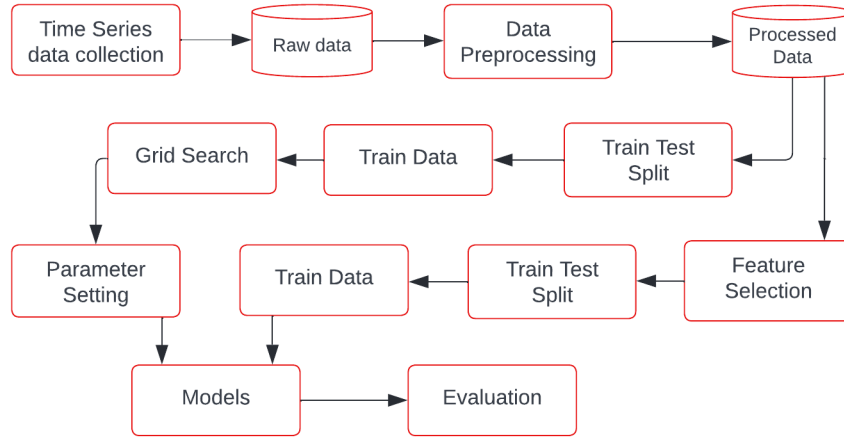 Time Series
data collection
Raw data
Data
Preprocessing
Processed
Data
Grid Search
Train Data
Train Test
Split
Parameter
Setting
Train Data
Train Test
Split
Feature
Selection
Models
Evaluation